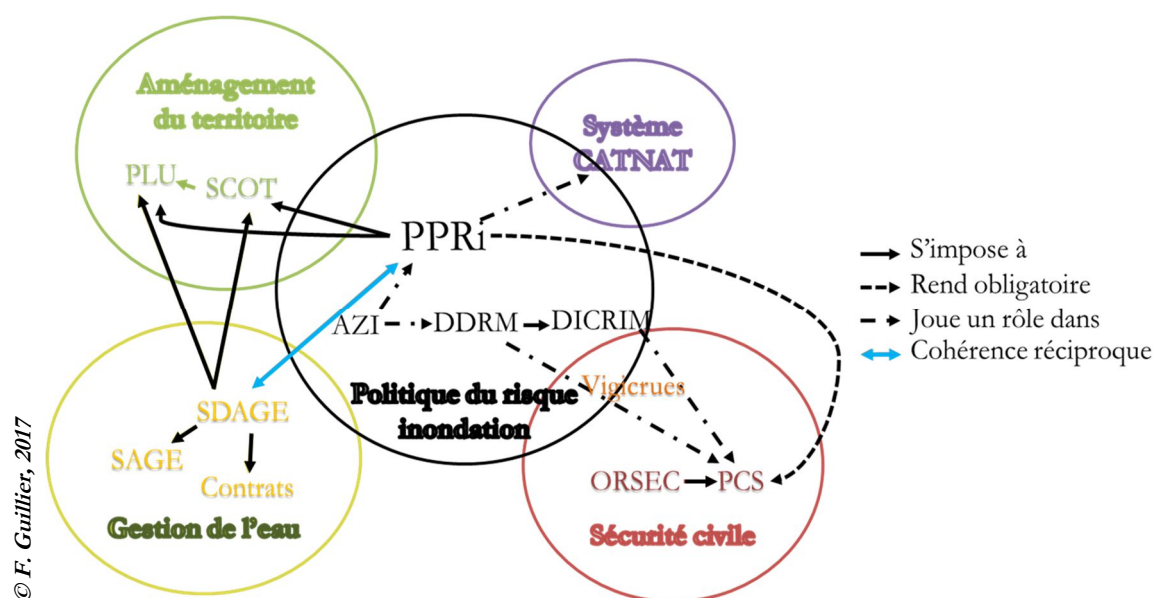 Aménagement
du territoire
PLU
SCOT
Système
CATNAT
PPRi
S'impose à
Rend obligatoire
Joue un rôle dans
Cohérence réciproque
AZI
DDRM
DICRIM
Vigicrues
Politique du risque
inondation
SDAGE
SAGE
Contrats
Gestion de l'eau
ORSEC
PCS
Sécurité civile
© F. Guillier, 2017